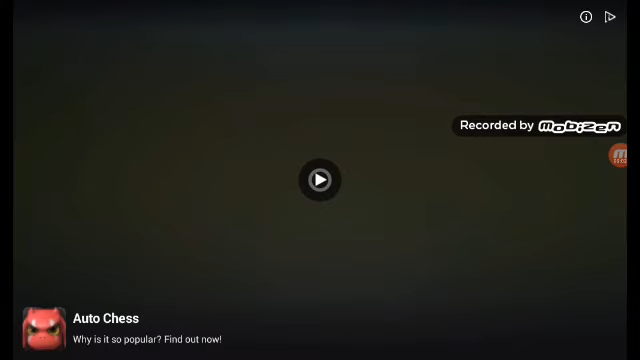 Recorded by mobizen
Auto Chess
Why is it so popular? Find out now!